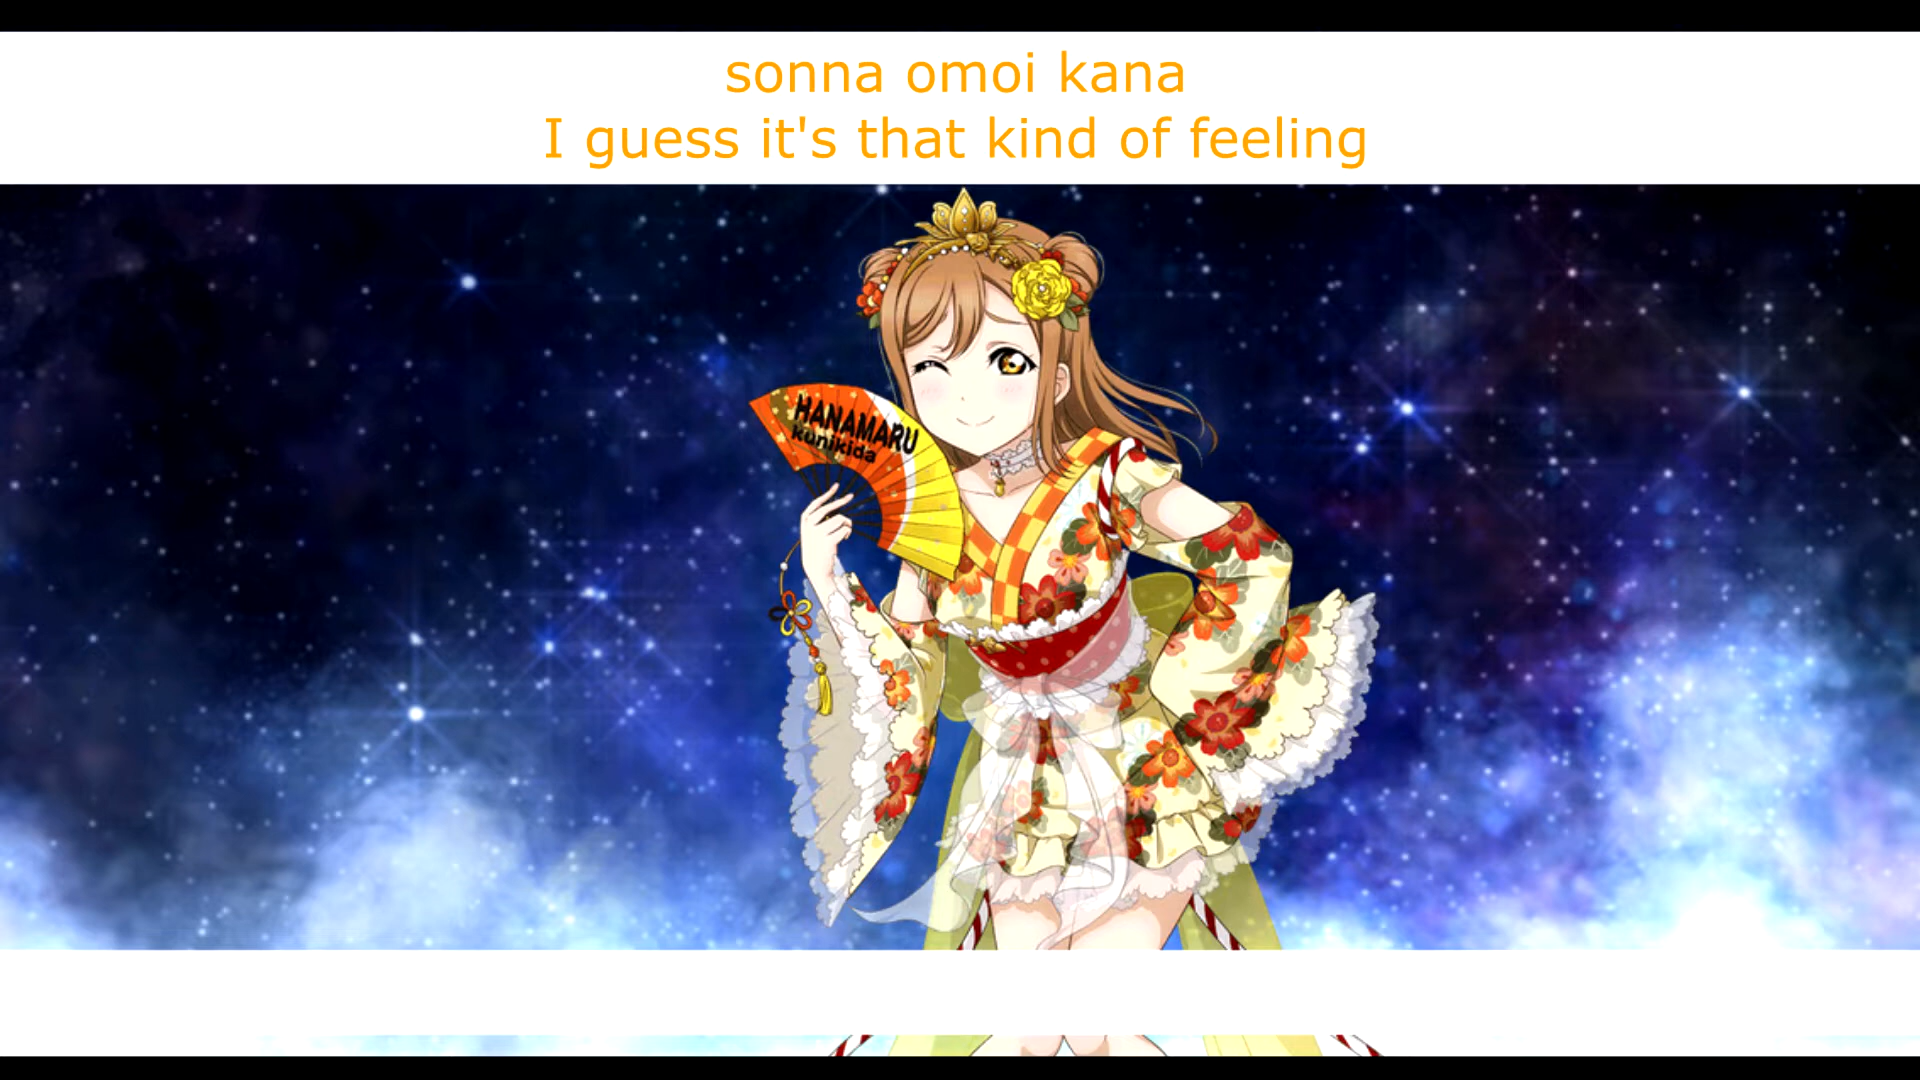 sonna omoi kana
I guess it's that kind of feeling
HANAMARU
kunikida